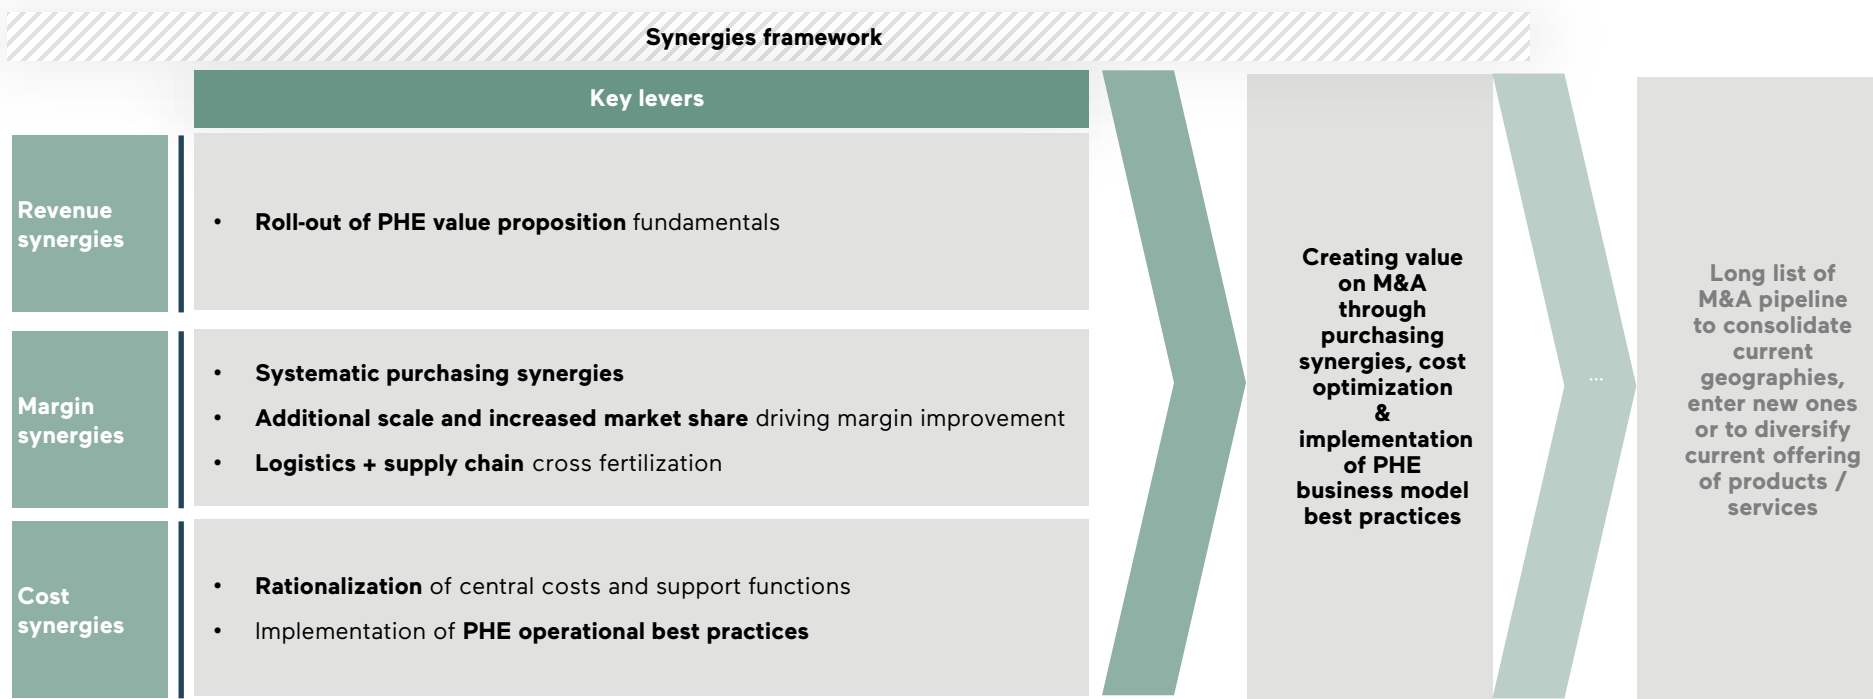 Synergies framework
Key levers
Revenue
synergies
• Roll-out of PHE value proposition fundamentals
Margin
synergies
• Systematic purchasing synergies
• Additional scale and increased market share driving margin improvement
• Logistics + supply chain cross fertilization
Cost
synergies
• Rationalization of central costs and support functions
• Implementation of PHE operational best practices
Creating value
on M&A
through
purchasing
synergies, cost
optimization
&
implementation
of PHE
business model
best practices
...
Long list of
M&A pipeline
to consolidate
current
geographies,
enter new ones
or to diversify
current offering
of products /
services